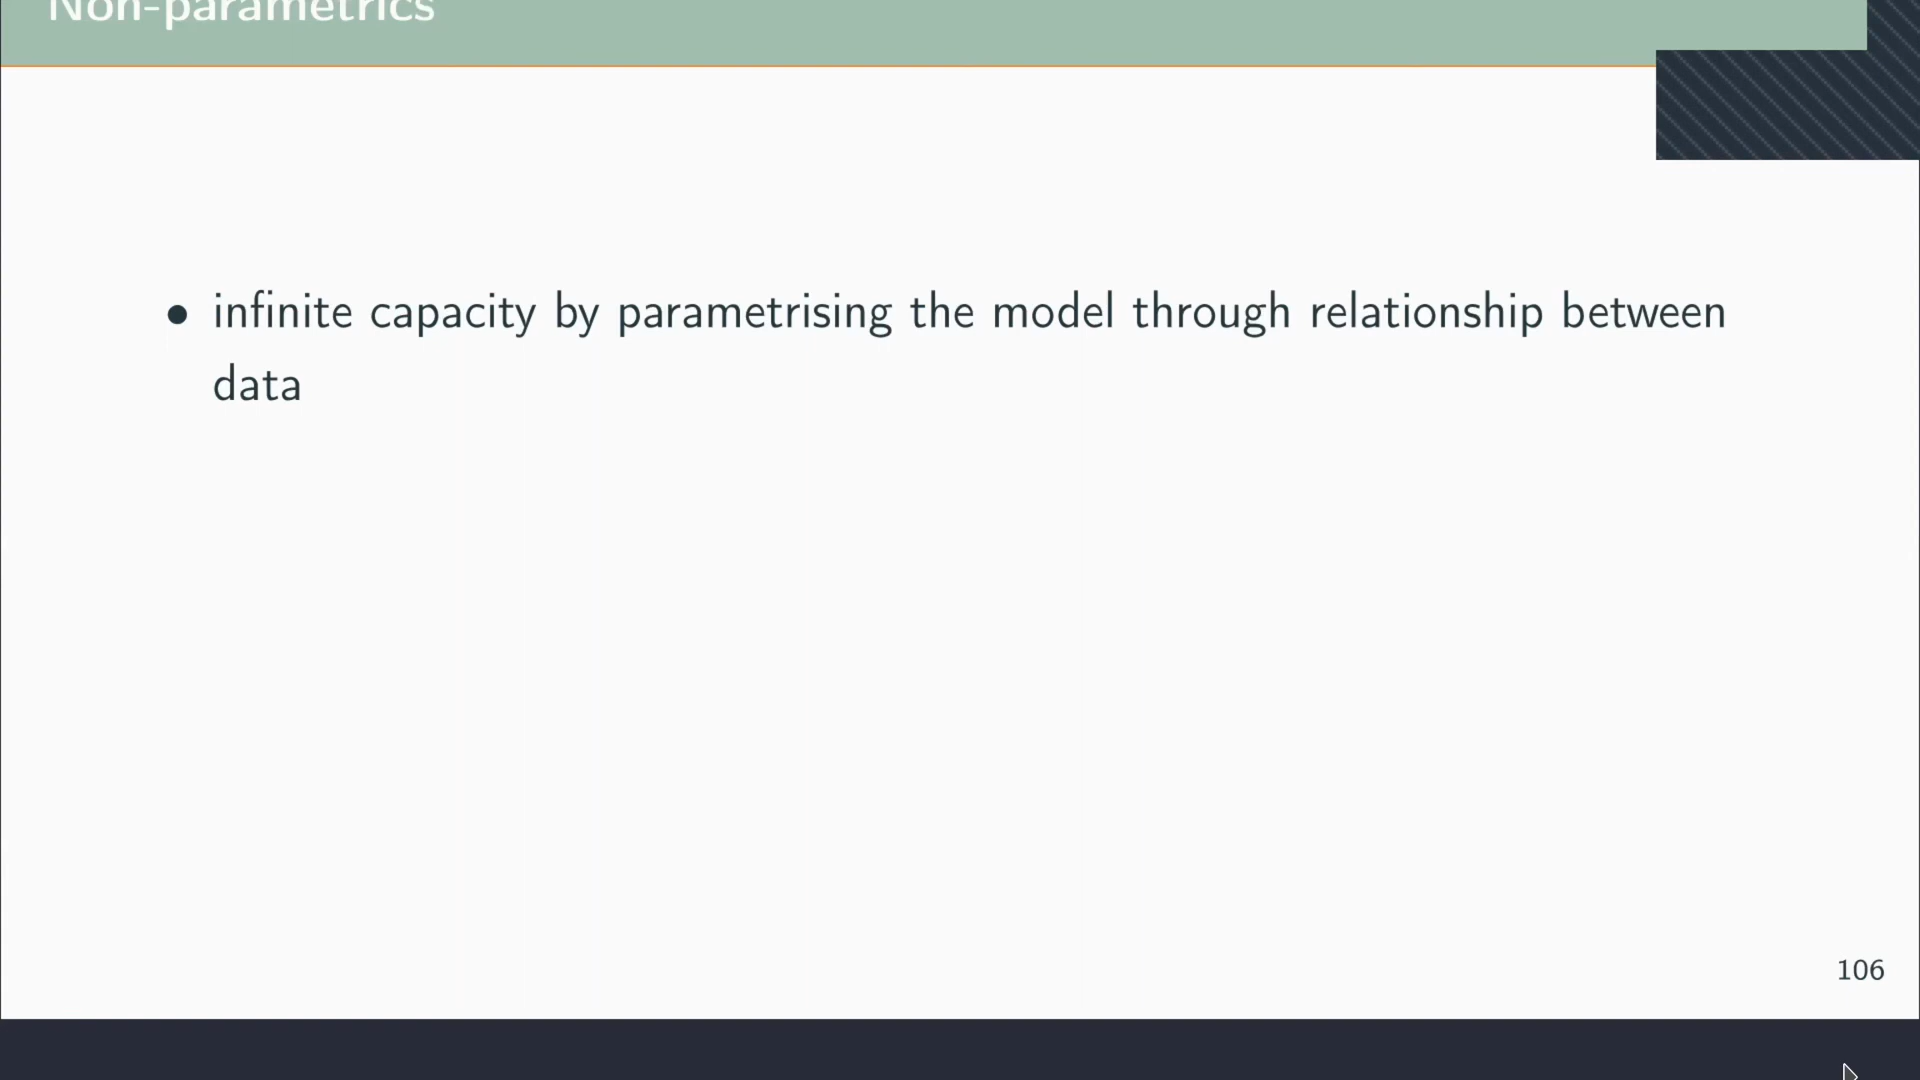 Non-parametrics
• infinite capacity by parametrising the model through relationship between
data
106